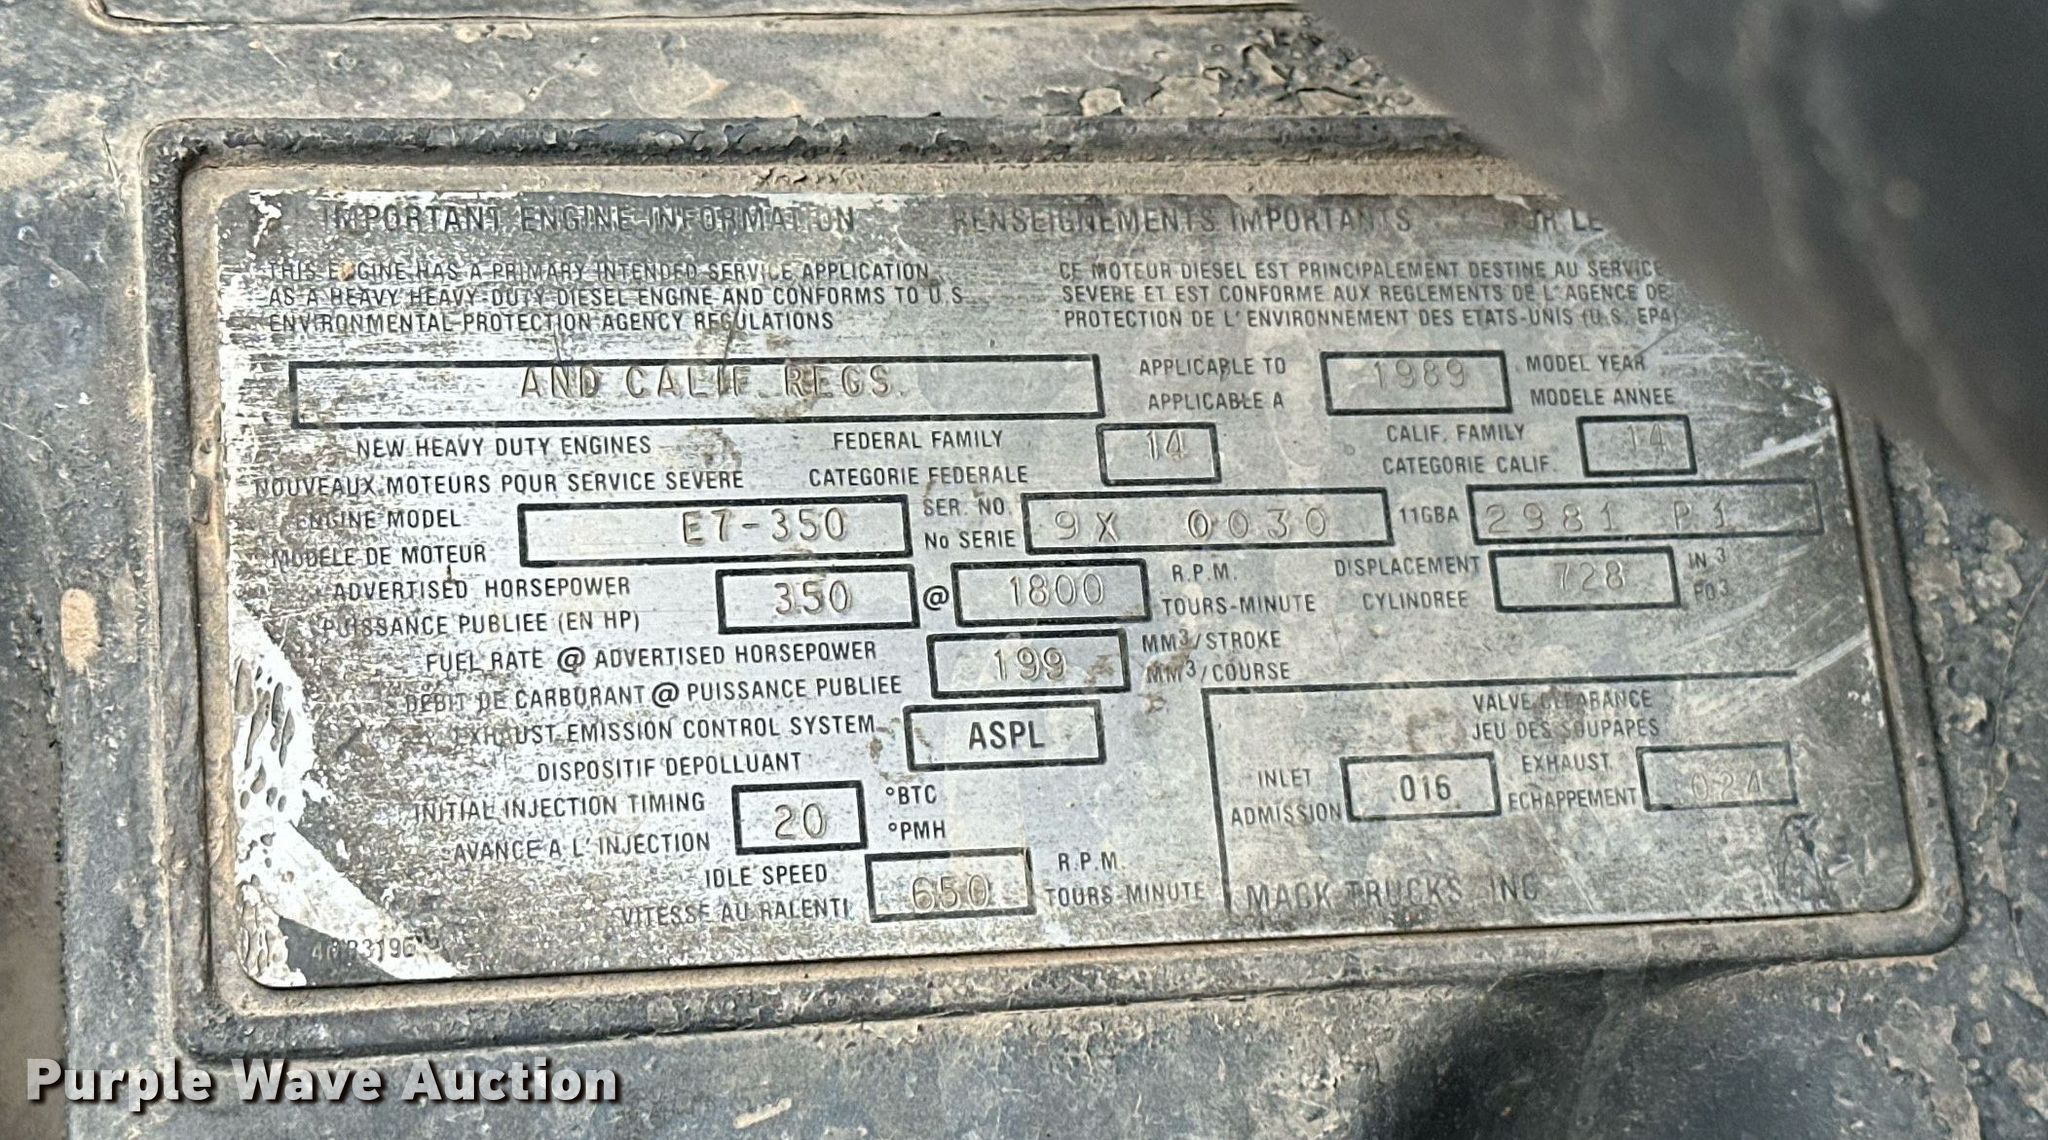 IMPORTANT ENGINE INFORMATION RENSEIGNEMENTS IMPORTANTS
THIS ENGINE HAS A PRIMARY INTENDED SERVICE APPLICATION
AS A HEAVY HEAVY-DUTY DIESEL ENGINE AND CONFORMS TO U.S.
ENVIRONMENTAL PROTECTION AGENCY REGULATIONS
CE MOTEUR DIESEL EST PRINCIPALEMENT DESTINE AU SERVICE
SEVERE ET EST CONFORME AUX REGLEMENTS DE L'AGENCE DE
PROTECTION DE L'ENVIRONNEMENT DES ETATS-UNIS (U.S. EPA)
AND CALIF. REGS.
APPLICABLE TO 1989 MODEL YEAR
APPLICABLE A MODELE ANNEE
NEW HEAVY DUTY ENGINES FEDERAL FAMILY 14 CALIF. FAMILY 14
NOUVEAUX MOTEURS POUR SERVICE SEVERE CATEGORIE FEDERALE CATEGORIE CALIF.
ENGINE MODEL E7-350 SER. NO. 9X 0030 11GBA 2981 P1
MODELE DE MOTEUR No SERIE
ADVERTISED HORSEPOWER 350 @ 1800 R.P.M. DISPLACEMENT 728 IN3
PUISSANCE PUBLIEE (EN HP) TOURS-MINUTE CYLINDREE PO3
FUEL RATE @ ADVERTISED HORSEPOWER 199 MM3/STROKE
DEBIT DE CARBURANT @ PUISSANCE PUBLIEE MM3/COURSE
EXHAUST EMISSION CONTROL SYSTEM ASPL
DISPOSITIF DEPOLLUANT
VALVE CLEARANCE
JEU DES SOUPAPES
INLET .016 EXHAUST .024
ADMISSION ECHAPPEMENT
INITIAL INJECTION TIMING 20 °BTC
AVANCE A L'INJECTION °PMH
IDLE SPEED 650 R.P.M.
VITESSE AU RALENTI TOURS-MINUTE
MACK TRUCKS, INC.
Purple Wave Auction